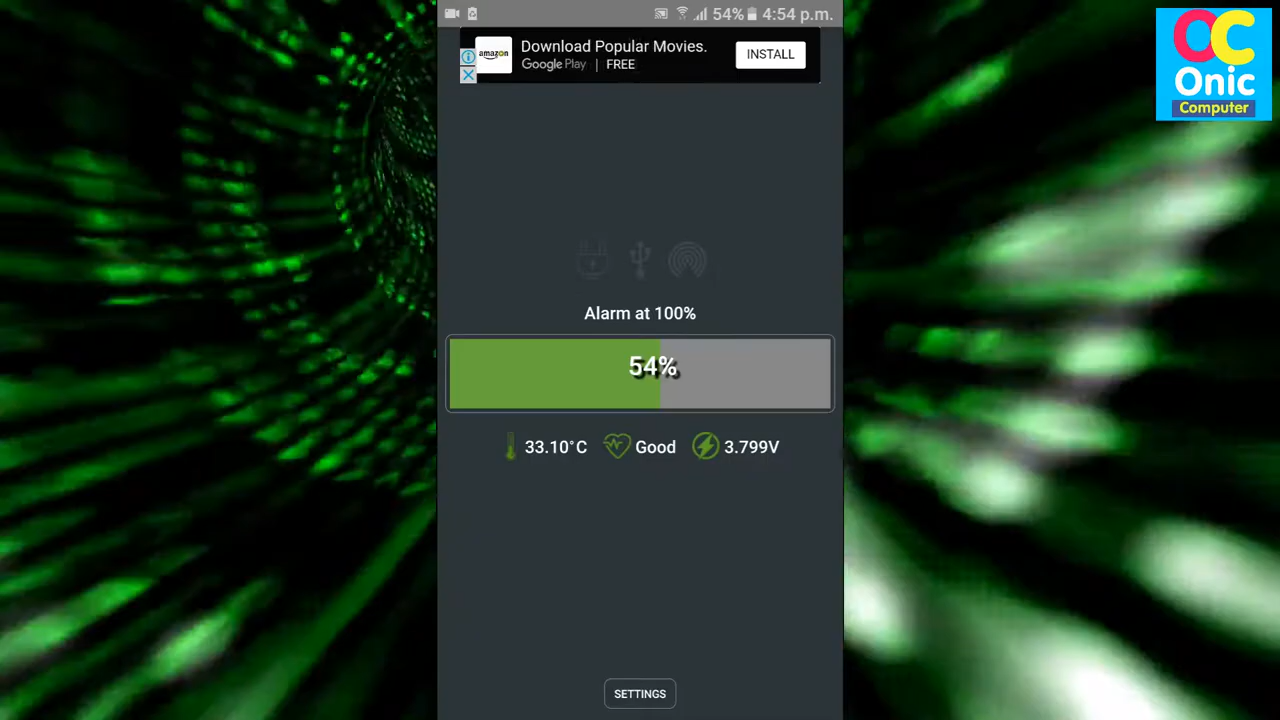 54% 4:54 p.m.
amazon
Download Popular Movies.
Google Play | FREE
INSTALL
OC
Onic
Computer
Alarm at 100%
54%
33.10°C Good 3.799V
SETTINGS